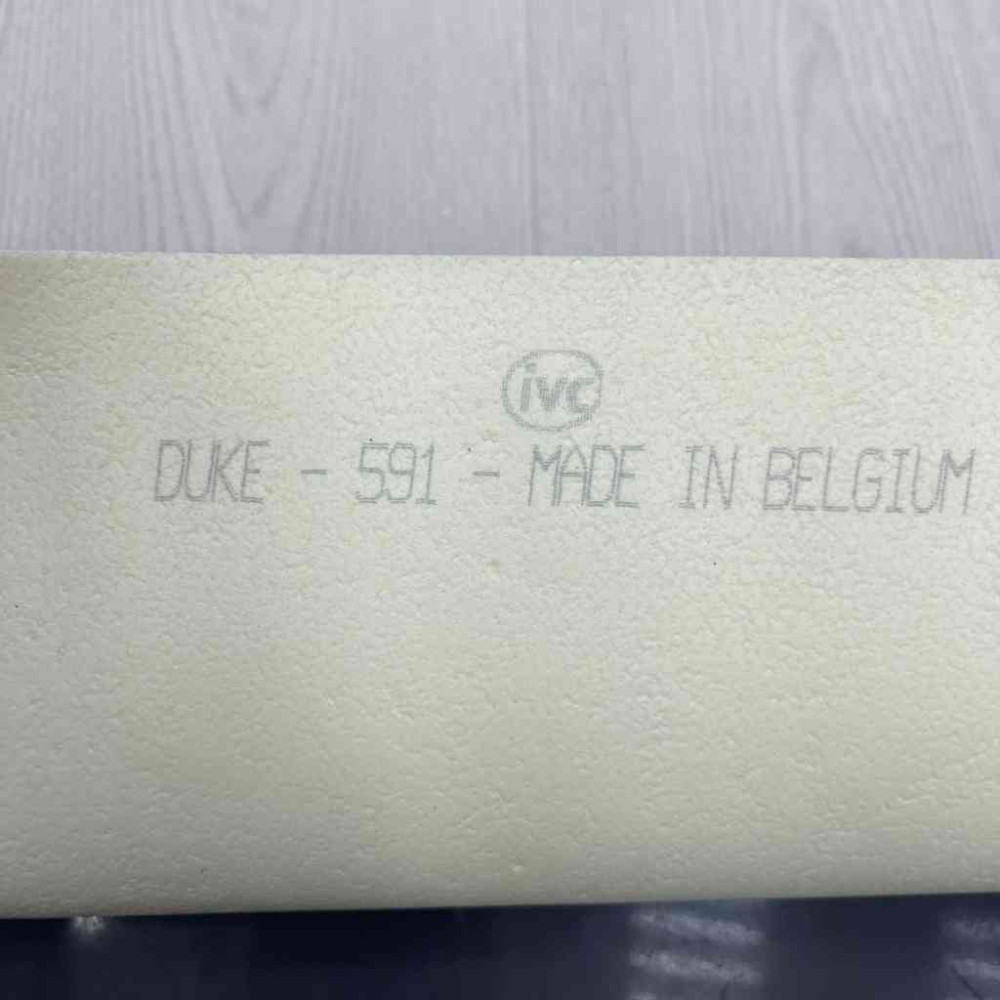 ivc
DUKE - 591 - MADE IN BELGIUM